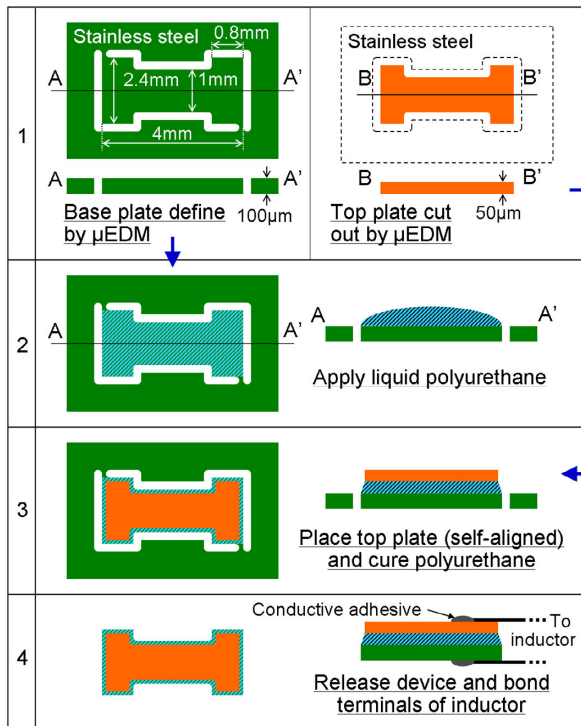 1
Stainless steel
0.8mm
A
A’
2.4mm
1mm
4mm
A
A’
100µm
Base plate define
by µEDM
Stainless steel
B
B’
B
B’
50µm
Top plate cut
out by µEDM
2
A
A’
A
A’
Apply liquid polyurethane
3
Place top plate (self-aligned)
and cure polyurethane
4
Conductive adhesive
To
inductor
Release device and bond
terminals of inductor